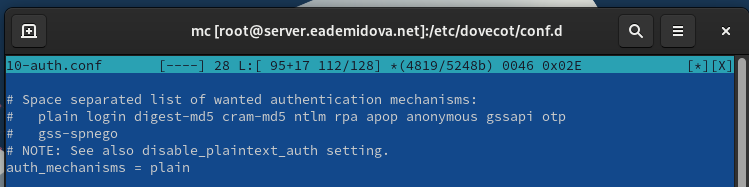 mc [root@server.eademidova.net]:/etc/dovecot/conf.d
10-auth.conf       [----] 28 L:[ 95+17 112/128] *(4819/5248b) 0046 0x02E       [*][X]
# Space separated list of wanted authentication mechanisms:
#   plain login digest-md5 cram-md5 ntlm rpa apop anonymous gssapi otp
#   gss-spnego
# NOTE: See also disable_plaintext_auth setting.
auth_mechanisms = plain